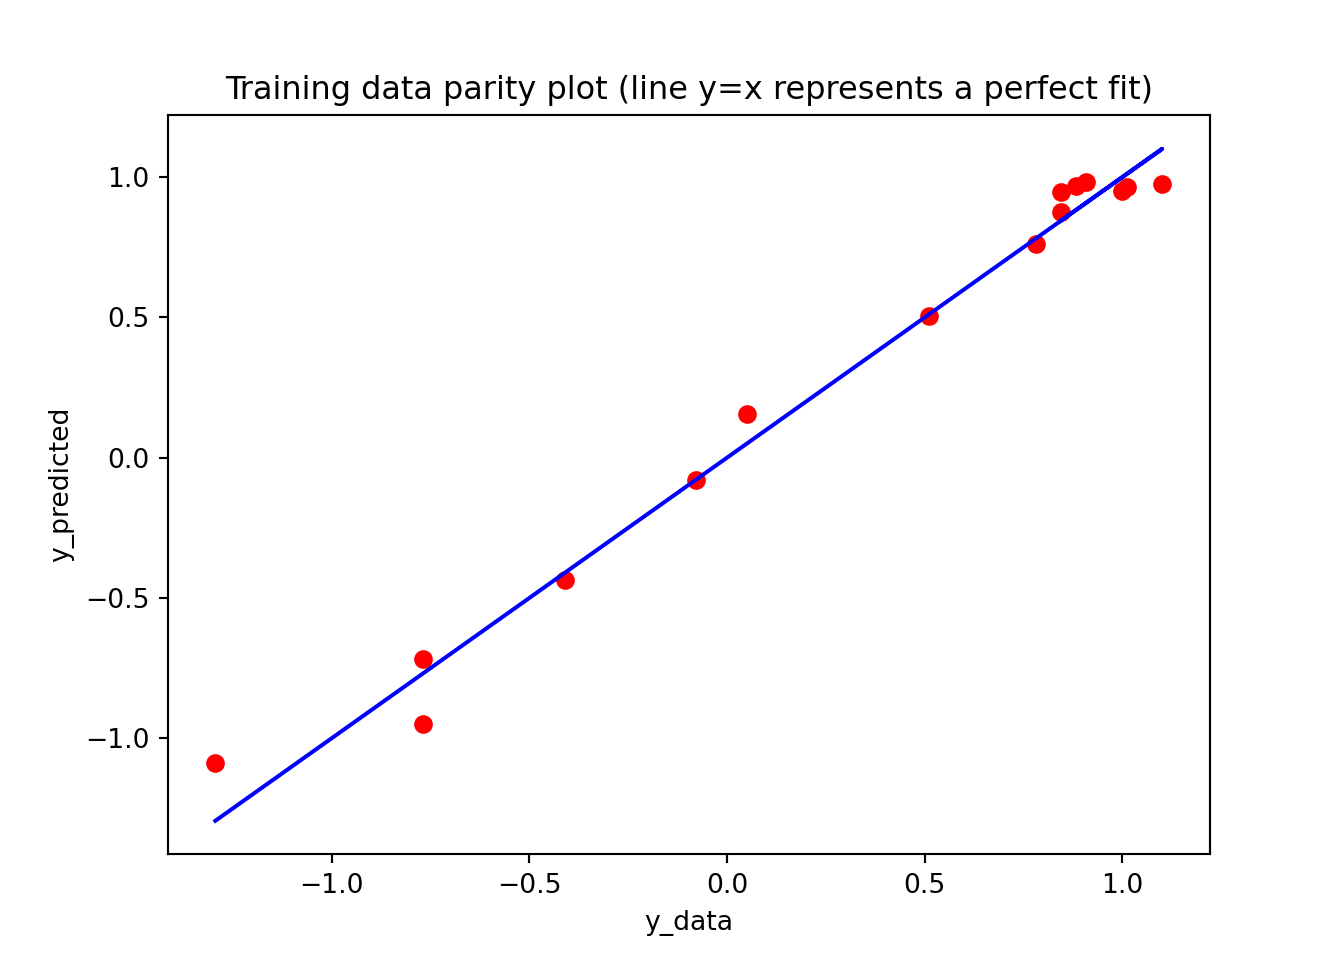 Training data parity plot (line y=x represents a perfect fit)
1.0
0.5
0.0
−0.5
−1.0
y_predicted
−1.0 −0.5 0.0 0.5 1.0
y_data